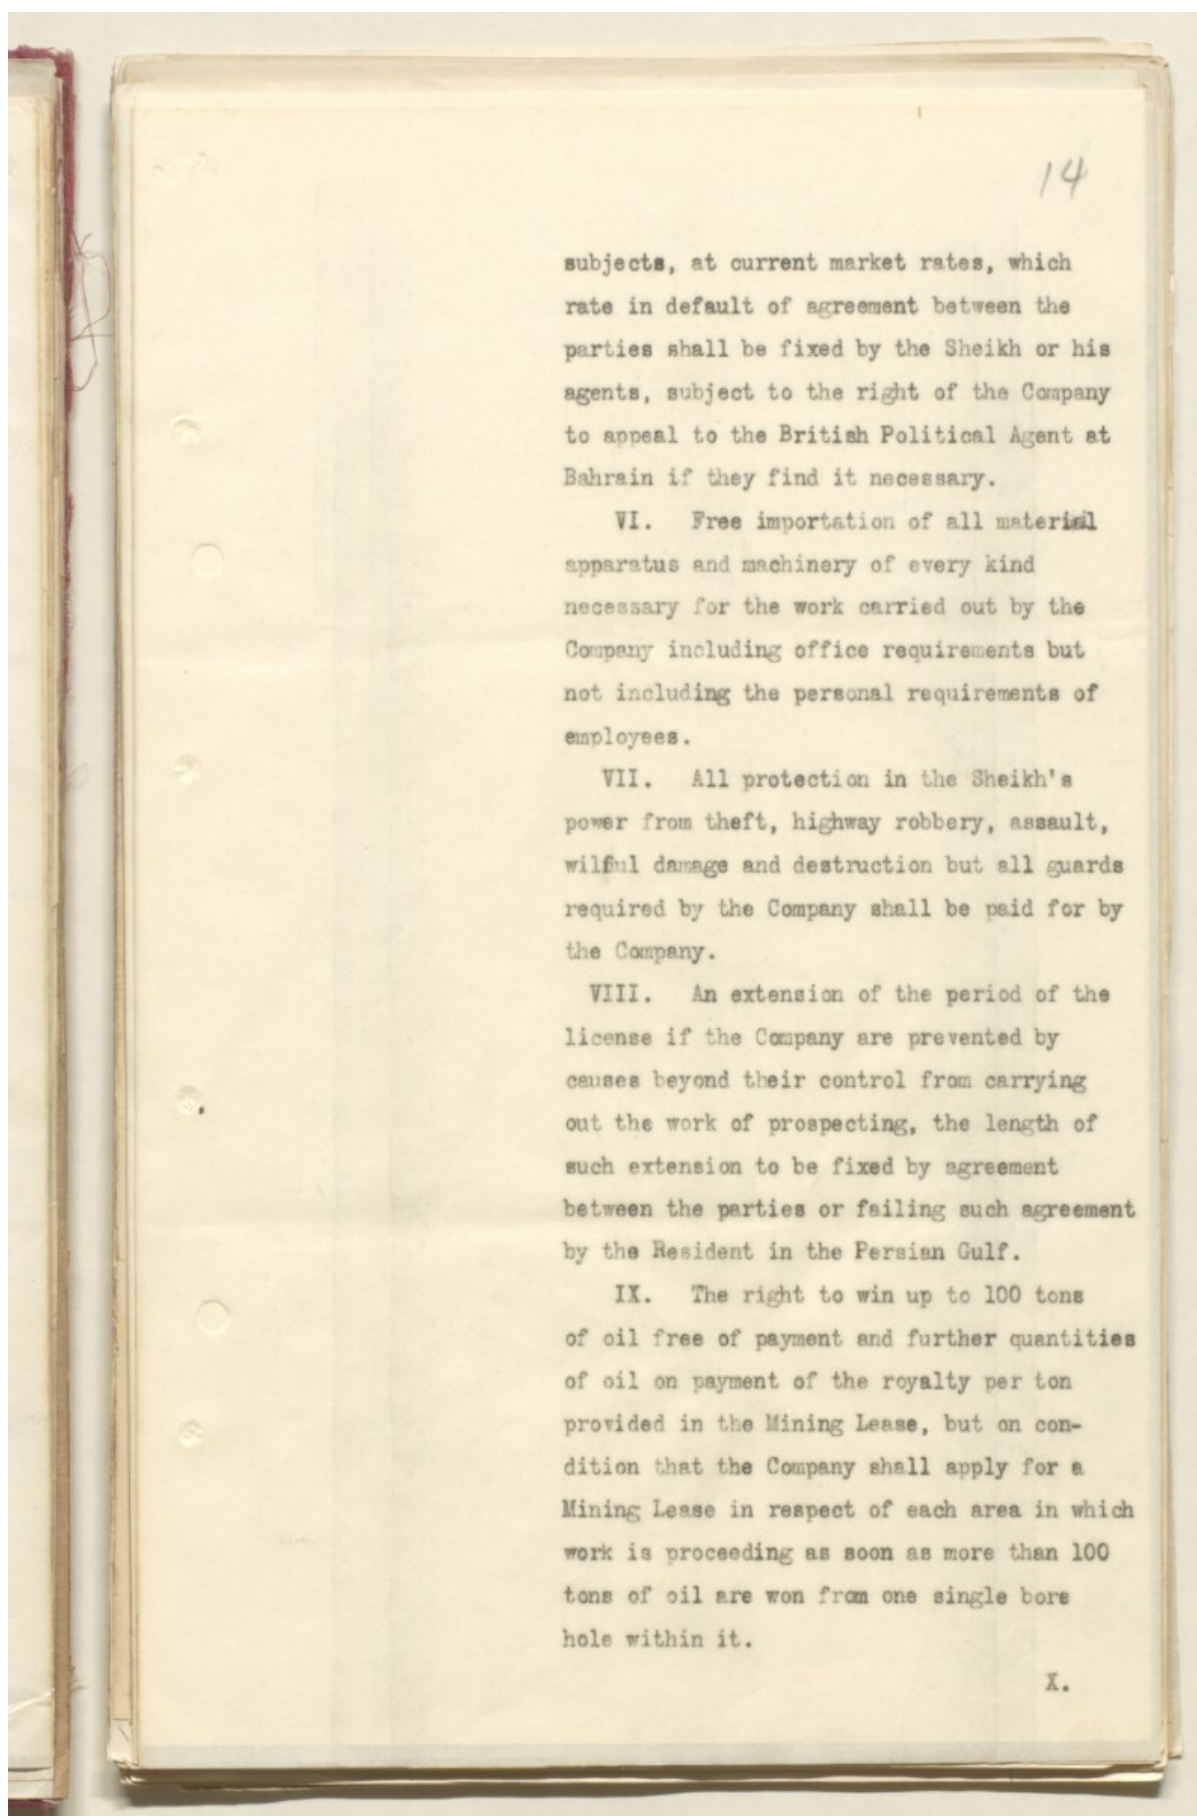 14
subjects, at current market rates, which
rate in default of agreement between the
parties shall be fixed by the Sheikh or his
agents, subject to the right of the Company
to appeal to the British Political Agent at
Bahrain if they find it necessary.
VI. Free importation of all material
apparatus and machinery of every kind
necessary for the work carried out by the
Company including office requirements but
not including the personal requirements of
employees.
VII. All protection in the Sheikh's
power from theft, highway robbery, assault,
wilful damage and destruction but all guards
required by the Company shall be paid for by
the Company.
VIII. An extension of the period of the
license if the Company are prevented by
causes beyond their control from carrying
out the work of prospecting, the length of
such extension to be fixed by agreement
between the parties or failing such agreement
by the Resident in the Persian Gulf.
IX. The right to win up to 100 tons
of oil free of payment and further quantities
of oil on payment of the royalty per ton
provided in the Mining Lease, but on con-
dition that the Company shall apply for a
Mining Lease in respect of each area in which
work is proceeding as soon as more than 100
tons of oil are won from one single bore
hole within it.
X.